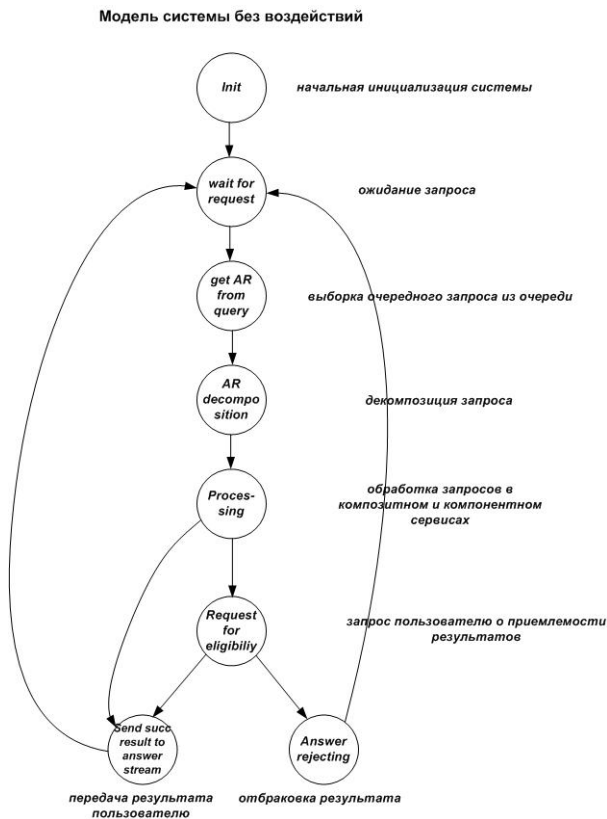 Модель системы без воздействий
Init
начальная инициализация системы
wait for
request
ожидание запроса
get AR
from
query
выборка очередного запроса из очереди
AR
decompo
sition
декомпозиция запроса
Proces-
sing
обработка запросов в
композитном и компонентном
сервисах
Request
for
eligibiliy
запрос пользователю о приемлемости
результатов
Send succ
result to
answer
stream
Answer
rejecting
передача результата
пользователю
отбраковка результата